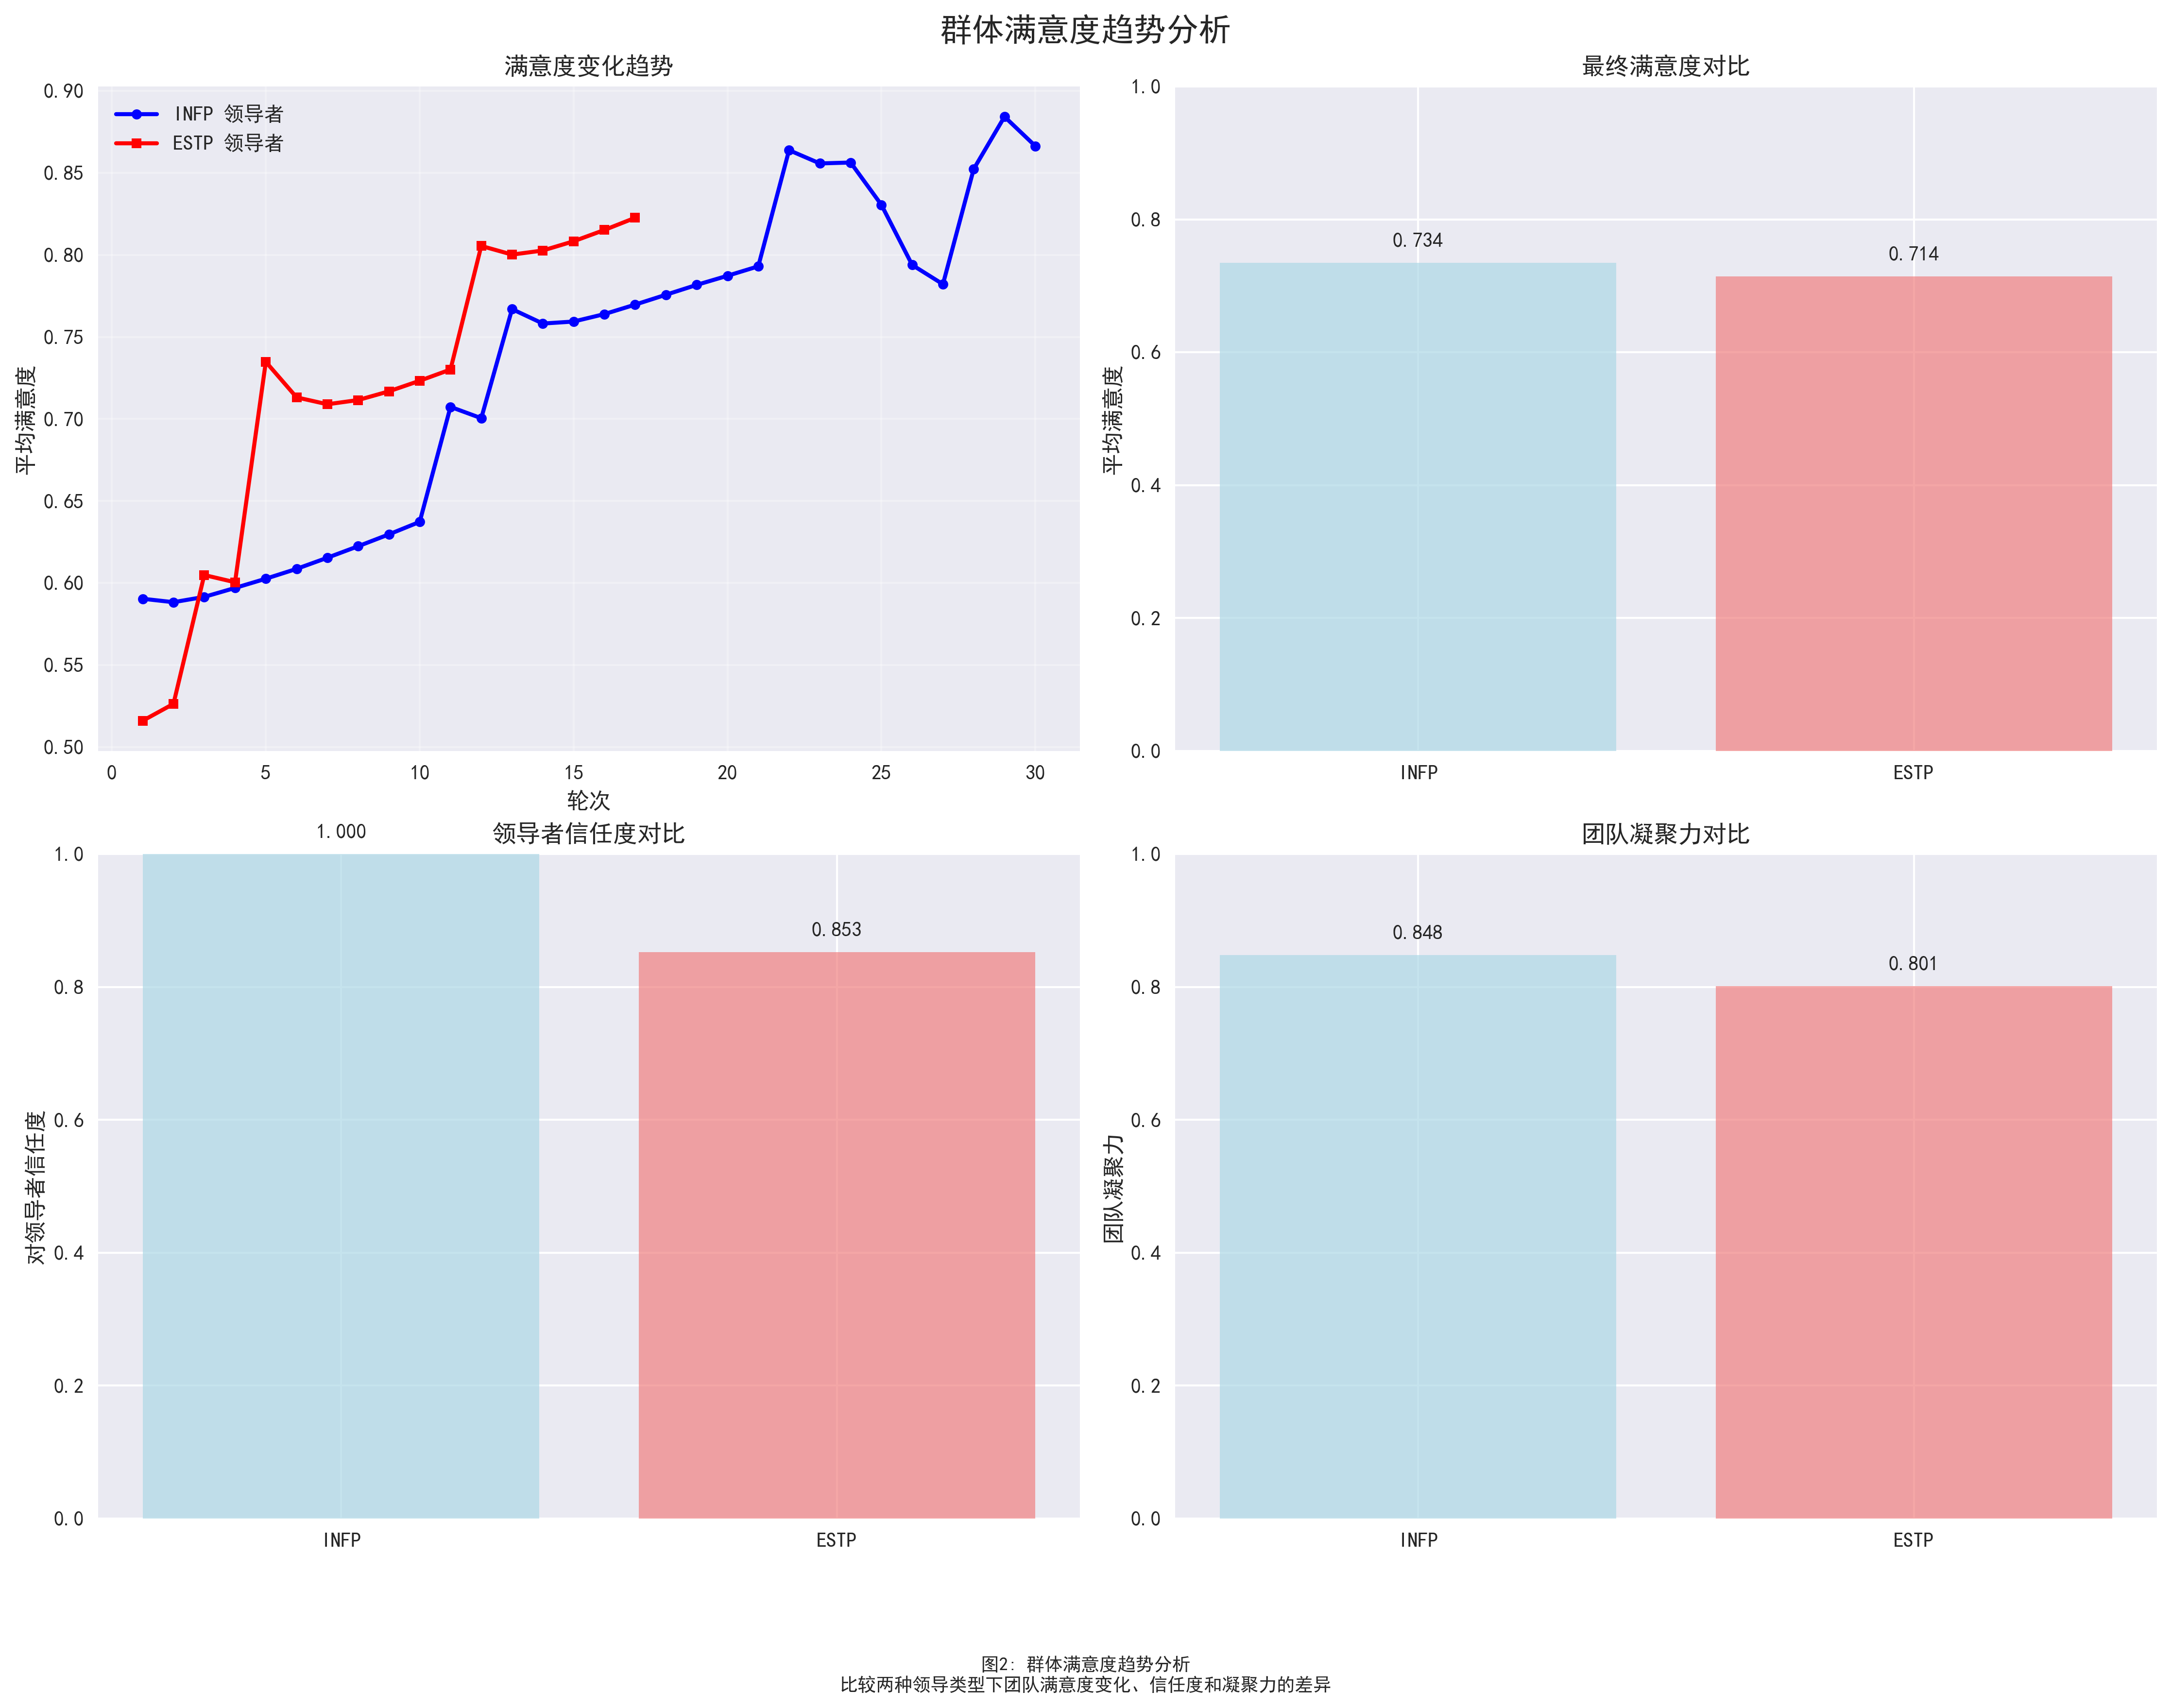 群体满意度趋势分析
满意度变化趋势
0.90
0.85
0.80
0.75
0.70
0.65
0.60
0.55
0.50
平均满意度
INFP 领导者
ESTP 领导者
0 5 10 15 20 25 30
轮次
最终满意度对比
1.0
0.8
0.6
0.4
0.2
0.0
平均满意度
0.734
0.714
INFP ESTP
领导者信任度对比
1.0
0.8
0.6
0.4
0.2
0.0
对领导者信任度
1.000
0.853
INFP ESTP
团队凝聚力对比
1.0
0.8
0.6
0.4
0.2
0.0
团队凝聚力
0.848
0.801
INFP ESTP
图2: 群体满意度趋势分析
比较两种领导类型下团队满意度变化、信任度和凝聚力的差异